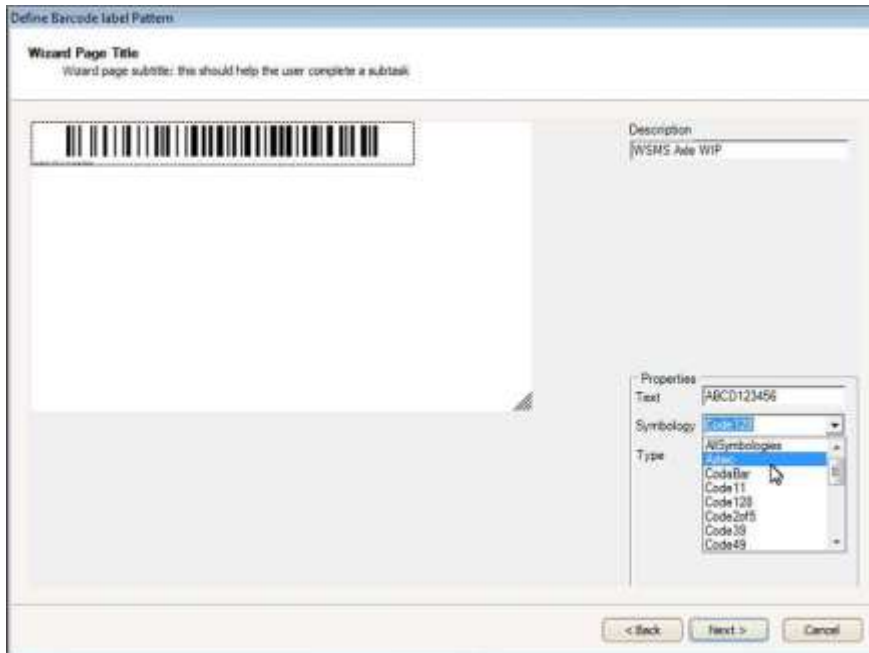 Define Barcode label Pattern
Wizard Page Title
Wizard page subtitle: this should help the user complete a subtask
Description
WSMS Axle WIP
Properties
Text ABCD123456
Symbology Code128
AllSymbologies
Type Aztec
CodaBar
Code11
Code128
Code2of5
Code39
Code49
< Back Next > Cancel